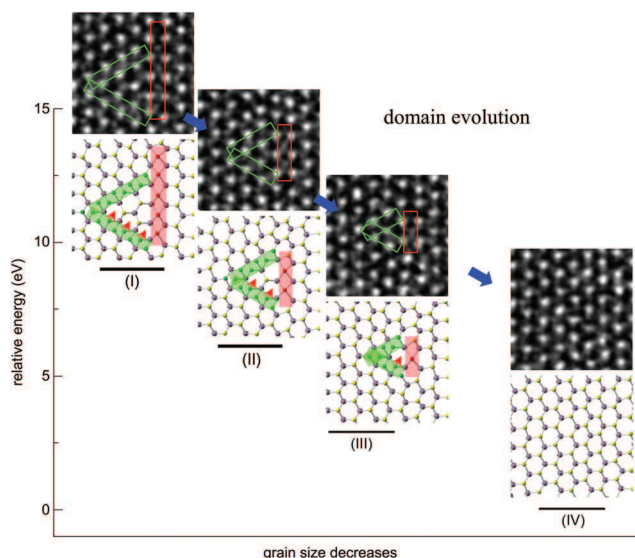 domain evolution
15
10
5
0
relative energy (eV)
(I)
(II)
(III)
(IV)
grain size decreases